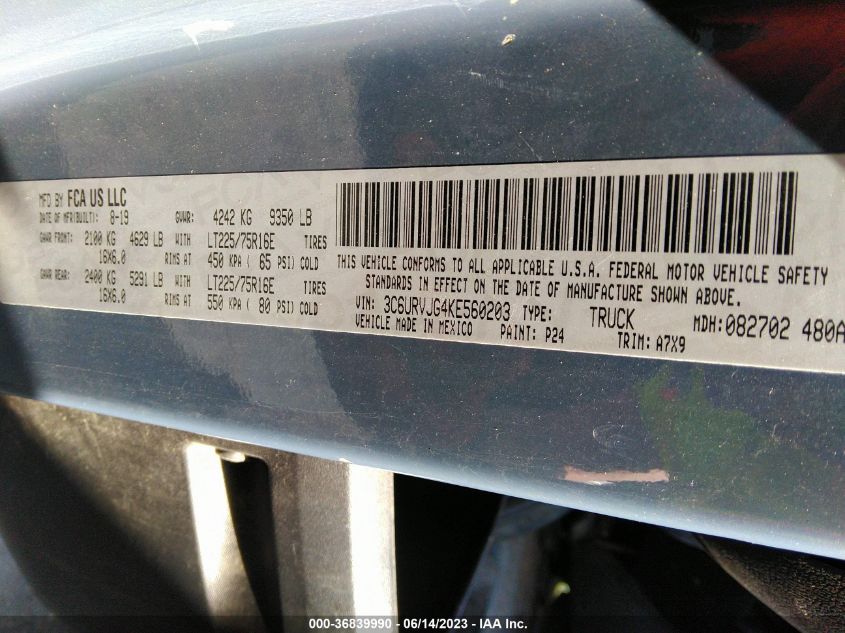 MFD BY FCA US LLC
DATE OF MFR(BUILT) 8-19 GVWR: 4242 KG 9350 LB
GAWR FRONT: 2100 KG 4629 LB WITH LT225/75R16E TIRES
16X6.0 RIMS AT 450 KPA ( 65 PSI) COLD
GAWR REAR: 2400 KG 5291 LB WITH LT225/75R16E TIRES
16X6.0 RIMS AT 550 KPA ( 80 PSI) COLD
THIS VEHICLE CONFORMS TO ALL APPLICABLE U.S.A. FEDERAL MOTOR VEHICLE SAFETY
STANDARDS IN EFFECT ON THE DATE OF MANUFACTURE SHOWN ABOVE.
VIN: 3C6URVJG4KE560203 TYPE: TRUCK MDH:082702 480A
VEHICLE MADE IN MEXICO PAINT: P24 TRIM: A7X9
000-36839990 - 06/14/2023 - IAA Inc.